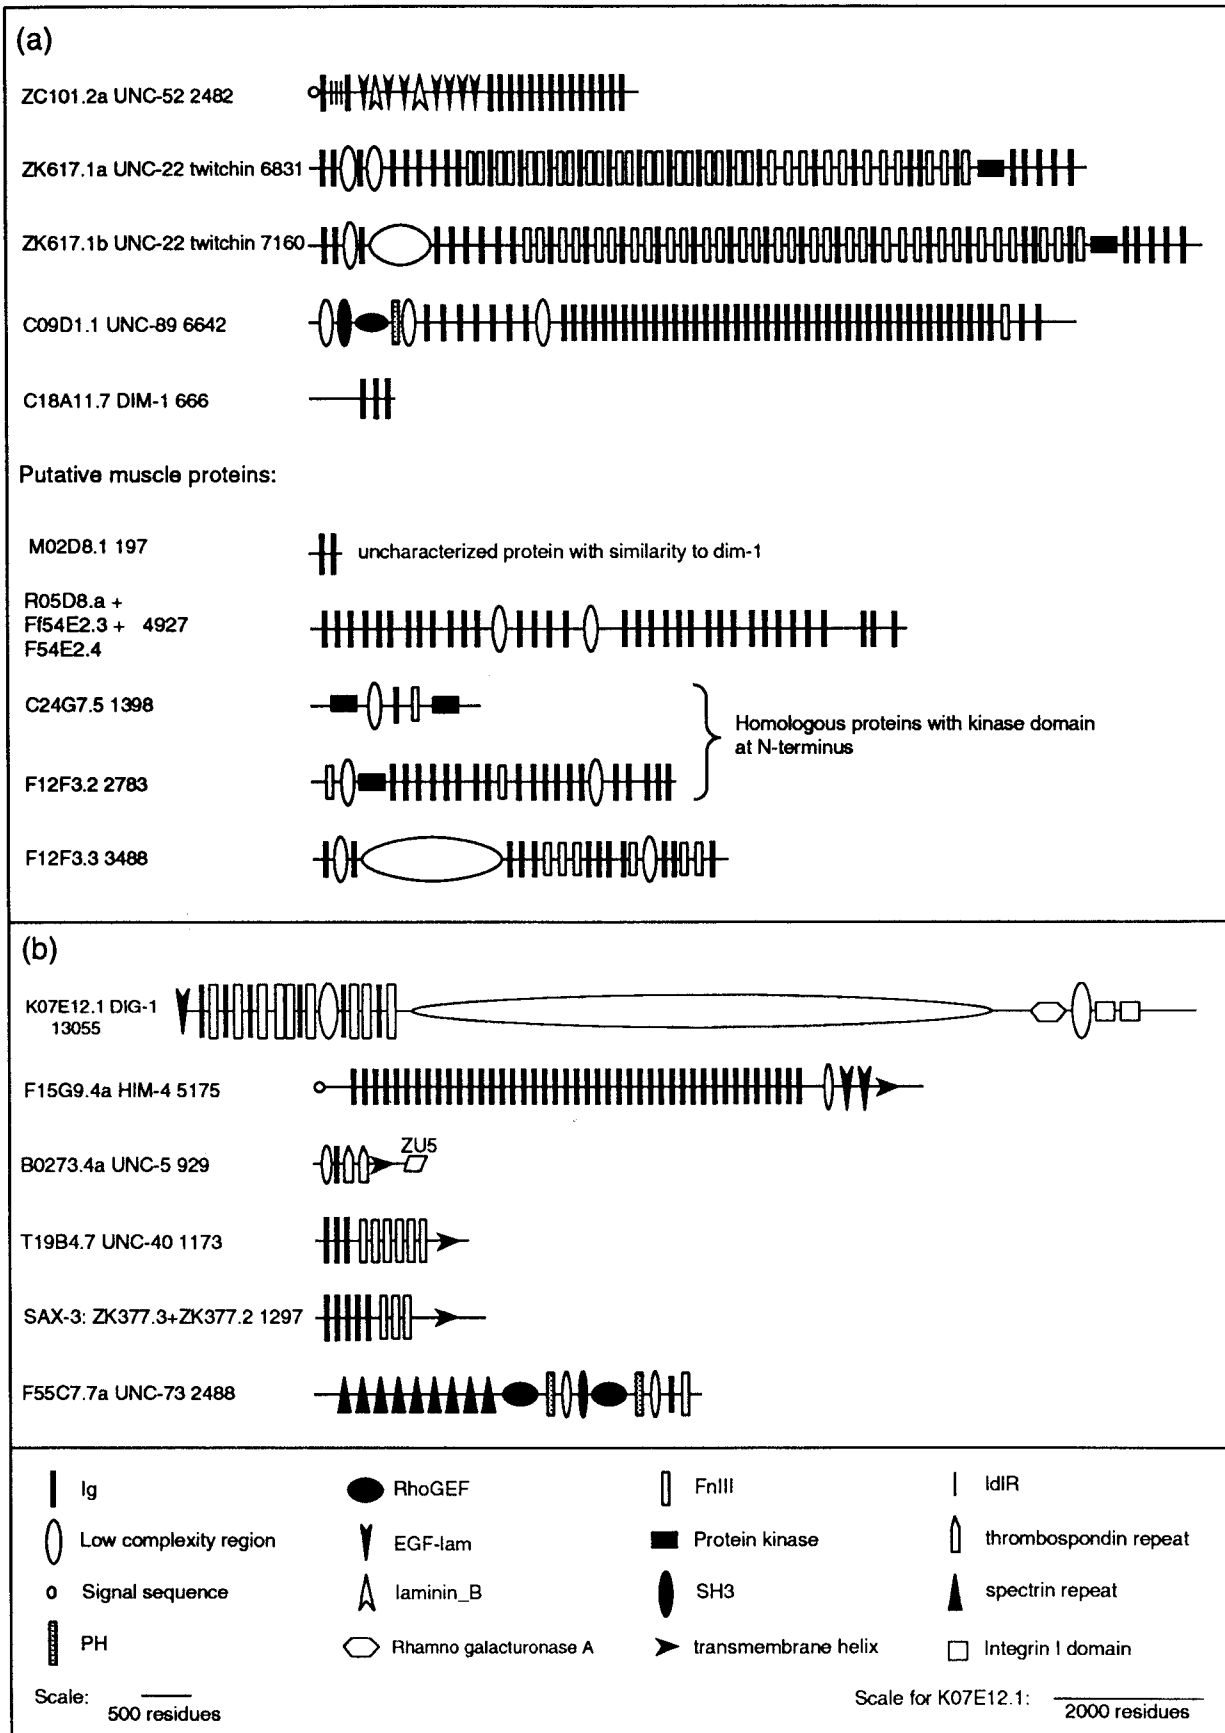 (a)
ZC101.2a UNC-52 2482
ZK617.1a UNC-22 twitchin 6831
ZK617.1b UNC-22 twitchin 7160
C09D1.1 UNC-89 6642
C18A11.7 DIM-1 666
Putative muscle proteins:
M02D8.1 197
uncharacterized protein with similarity to dim-1
R05D8.a +
Ff54E2.3 + 4927
F54E2.4
C24G7.5 1398
Homologous proteins with kinase domain
at N-terminus
F12F3.2 2783
F12F3.3 3488
(b)
K07E12.1 DIG-1
13055
F15G9.4a HIM-4 5175
ZU5
B0273.4a UNC-5 929
T19B4.7 UNC-40 1173
SAX-3: ZK377.3+ZK377.2 1297
F55C7.7a UNC-73 2488
Ig RhoGEF FnIII IdIR
Low complexity region EGF-lam Protein kinase thrombospondin repeat
Signal sequence laminin_B SH3 spectrin repeat
PH Rhamno galacturonase A transmembrane helix Integrin I domain
Scale: 500 residues
Scale for K07E12.1: 2000 residues